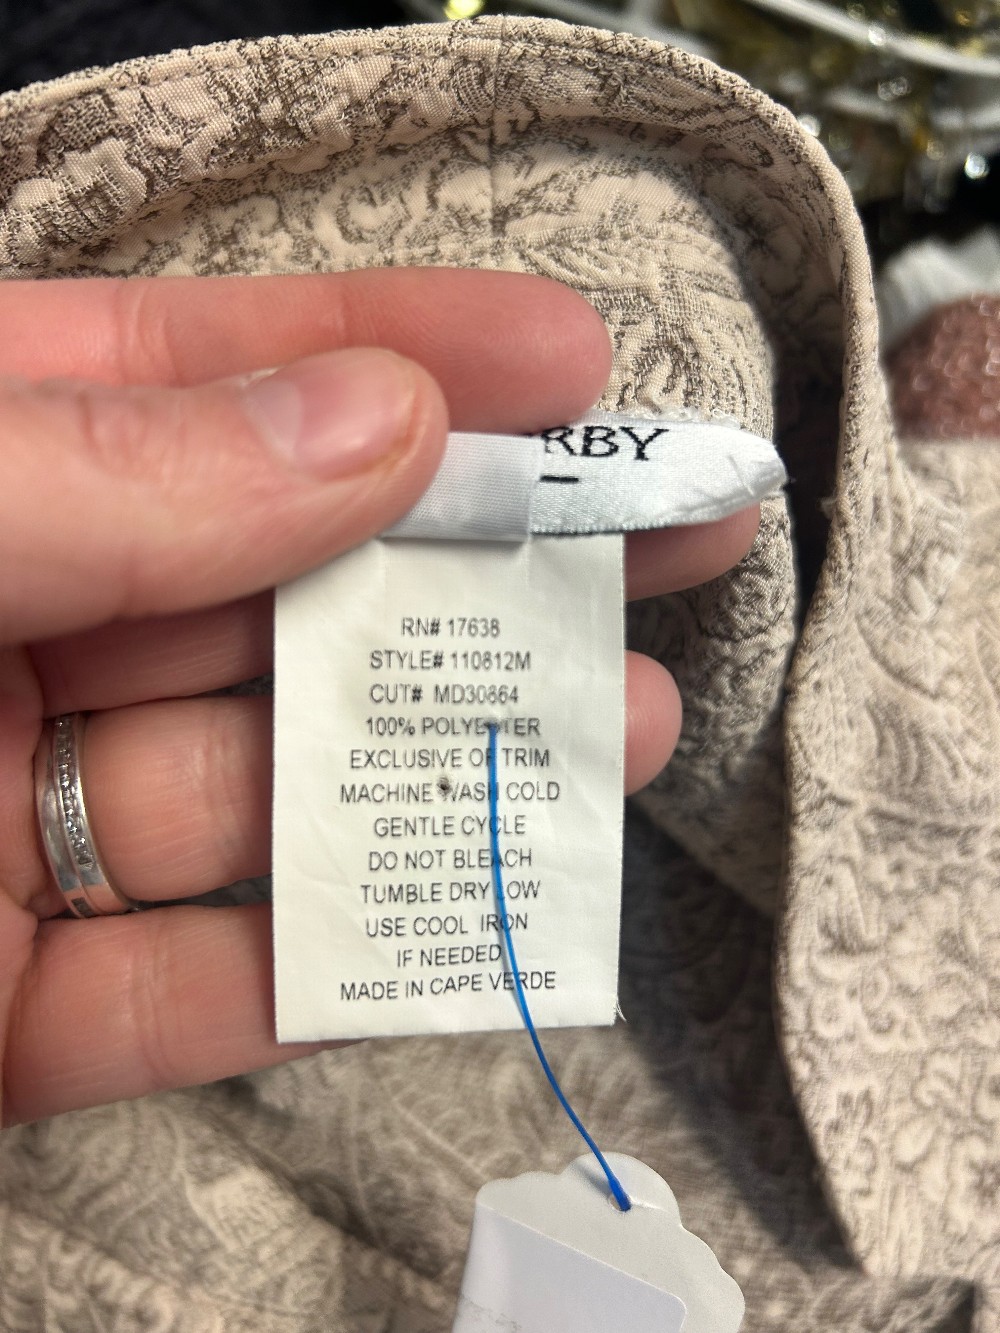 RBY
RN# 17638
STYLE# 110812M
CUT# MD30864
100% POLYESTER
EXCLUSIVE OF TRIM
MACHINE WASH COLD
GENTLE CYCLE
DO NOT BLEACH
TUMBLE DRY LOW
USE COOL IRON
IF NEEDED
MADE IN CAPE VERDE